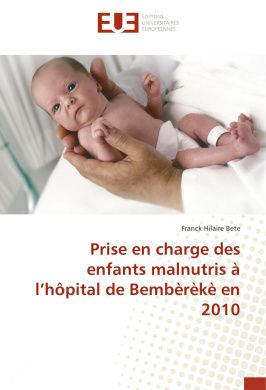 EUE
ÉDITIONS
UNIVERSITAIRES
EUROPÉENNES
Franck Hilaire Bete
Prise en charge des
enfants malnutris à
l'hôpital de Bembèrèkè en
2010